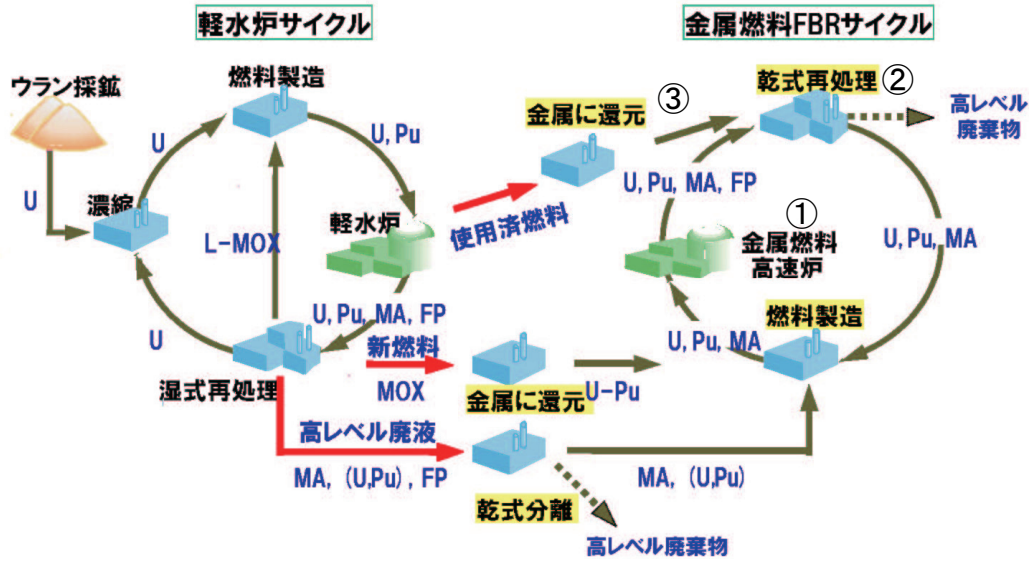 軽水炉サイクル
金属燃料FBRサイクル
ウラン採鉱
燃料製造
金属に還元
③
乾式再処理
②
高レベル
廃棄物
U
U, Pu
U
濃縮
L-MOX
軽水炉
使用済燃料
U, Pu, MA, FP
①
金属燃料
高速炉
U, Pu, MA
U
U, Pu, MA, FP
新燃料
MOX
金属に還元
U-Pu
U, Pu, MA
燃料製造
湿式再処理
高レベル廃液
MA, (U,Pu) , FP
乾式分離
MA, (U,Pu)
高レベル廃棄物